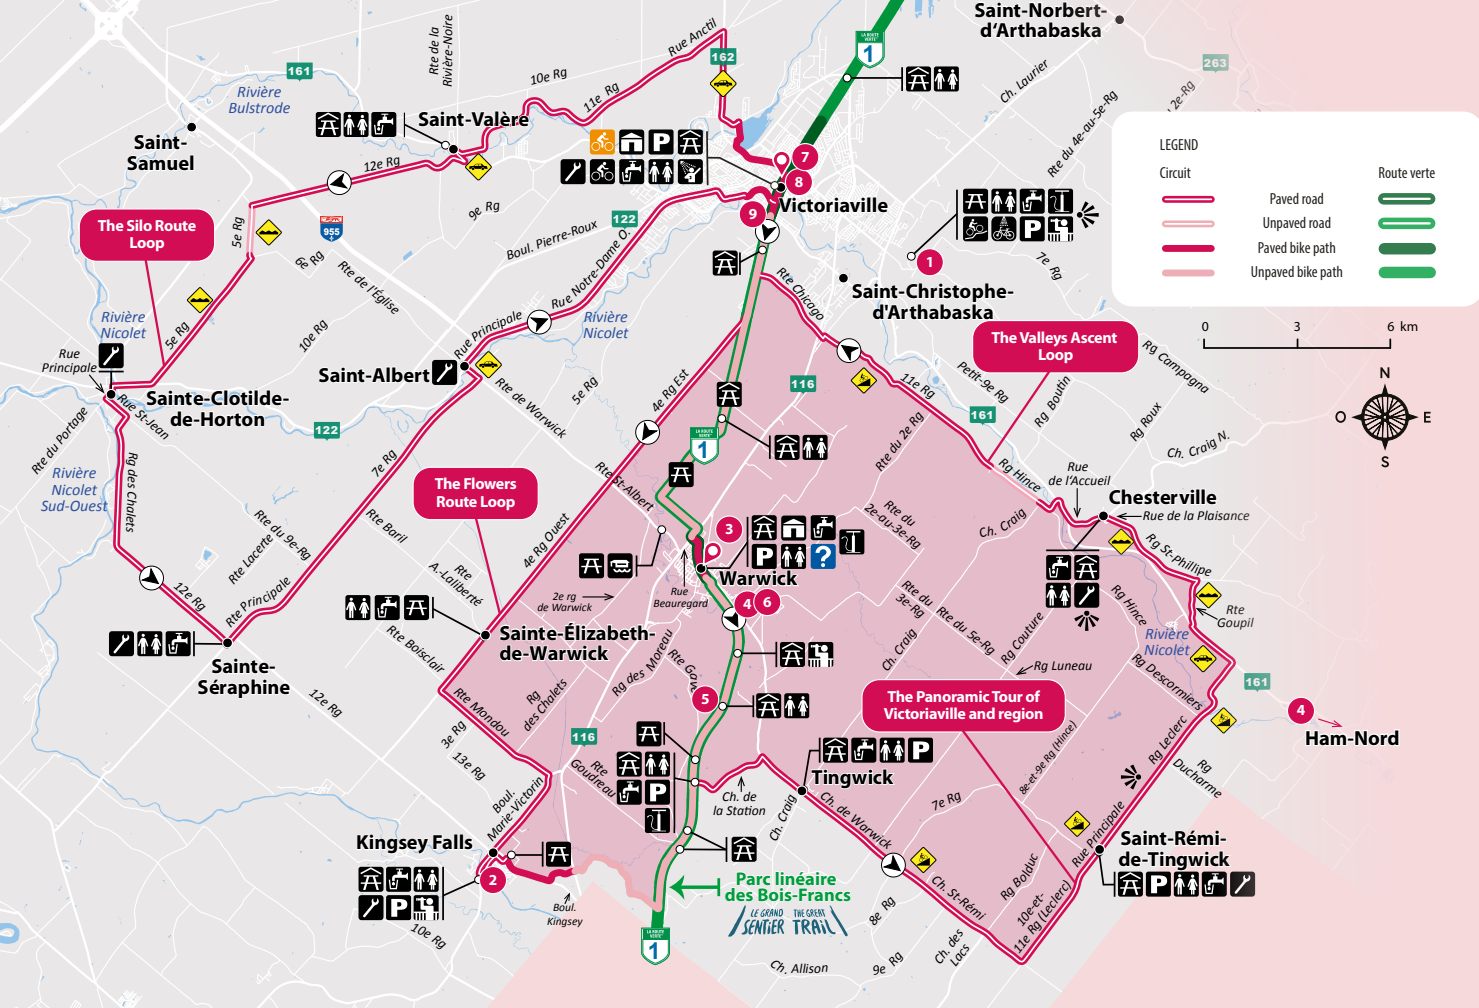 Saint-Norbert-
d'Arthabaska
LA ROUTE
VERTE
1
263
162
161
Rte de la
Rivière-Noire
Rue Anctil
10e Rg
11e Rg
Ch. Laurier
Rte du 4e-au-5e-Rg
12e-Rg
Rivière
Bulstrode
Saint-
Samuel
Saint-Valère
12e Rg
P
7
8
9
Victoriaville
LEGEND
Circuit
Route verte
Paved road
Unpaved road
Paved bike path
Unpaved bike path
0
3
6 km
N
O
E
S
The Silo Route
Loop
5e Rg
955
6e Rg
9e Rg
122
Boul. Pierre-Roux
Rue Notre-Dame O.
Rte de l'Église
P
1
7e Rg
Saint-Christophe-
d'Arthabaska
Rte Chicago
Rivière
Nicolet
5e Rg
10e Rg
Rue Principale
Rivière
Nicolet
Rue
Principale
Saint-Albert
Sainte-Clotilde-
de-Horton
Rue St-Jean
Rte du Portage
122
Rte de Warwick
5e Rg
4e Rg Est
116
The Valleys Ascent
Loop
11e Rg
Petit-9e Rg
161
Rg Boutin
Rg Campagna
Rg Roux
Ch. Craig N.
Rte du 2e Rg
LA ROUTE
VERTE
1
Rivière
Nicolet
Sud-Ouest
Rg des Chalets
7e Rg
The Flowers
Route Loop
Rte St-Albert
Rg Hince
Rue
de l'Accueil
Chesterville
Rue de la Plaisance
Rte du 9e-Rg
Rte Lacerte
Rte Baril
4e Rg Ouest
Rte du
2e-au-3e-Rg
Ch. Craig
Rg St-Phillipe
3
P
?
Warwick
Rte
A.-Laliberté
2e rg
de Warwick
Rue
Beauregard
4
6
12e Rg
Rte Principale
Rte du
3e-Rg
Rte du 5e-Rg
Rg Couture
Rg Hince
Rte
Goupil
Rivière
Nicolet
Sainte-
Séraphine
Sainte-Élizabeth-
de-Warwick
Rte Boisclair
Rg des Moreau
Ch. Craig
Rg Luneau
Rg Descormiers
161
12e Rg
Rte Mondou
Rg
des Chalets
5
The Panoramic Tour of
Victoriaville and region
4
Ham-Nord
3e Rg
13e Rg
116
Rte
Goudreau
P
P
Tingwick
8e-et-9e Rg (Hince)
Rg Leclerc
Rg
Ducharme
Boul.
Marie-Victorin
Ch. de
la Station
Ch. Craig
Ch. de Warwick
7e Rg
Rue Principale
Kingsey Falls
2
P
Saint-Rémi-
de-Tingwick
P
Parc linéaire
des Bois-Francs
LE GRAND
SENTIER
THE GREAT
TRAIL
Boul.
Kingsey
10e Rg
LA ROUTE
VERTE
1
Ch. St-Rémi
8e Rg
Rg Bolduc
10e-et-
11e Rg (Leclerc)
Ch. Allison
9e Rg
Ch. des
Lacs